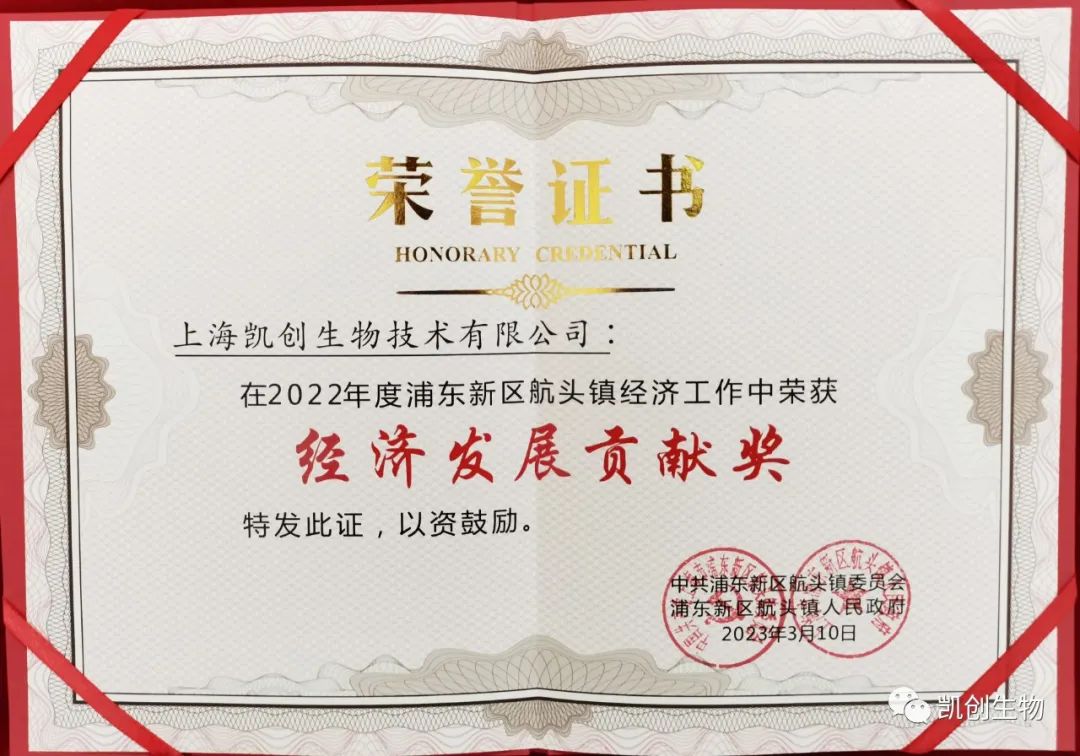 荣誉证书
HONORARY CREDENTIAL
上海凯创生物技术有限公司：
在2022年度浦东新区航头镇经济工作中荣获
经济发展贡献奖
特发此证，以资鼓励。
中共浦东新区航头镇委员会
浦东新区航头镇人民政府
2023年3月10日
凯创生物